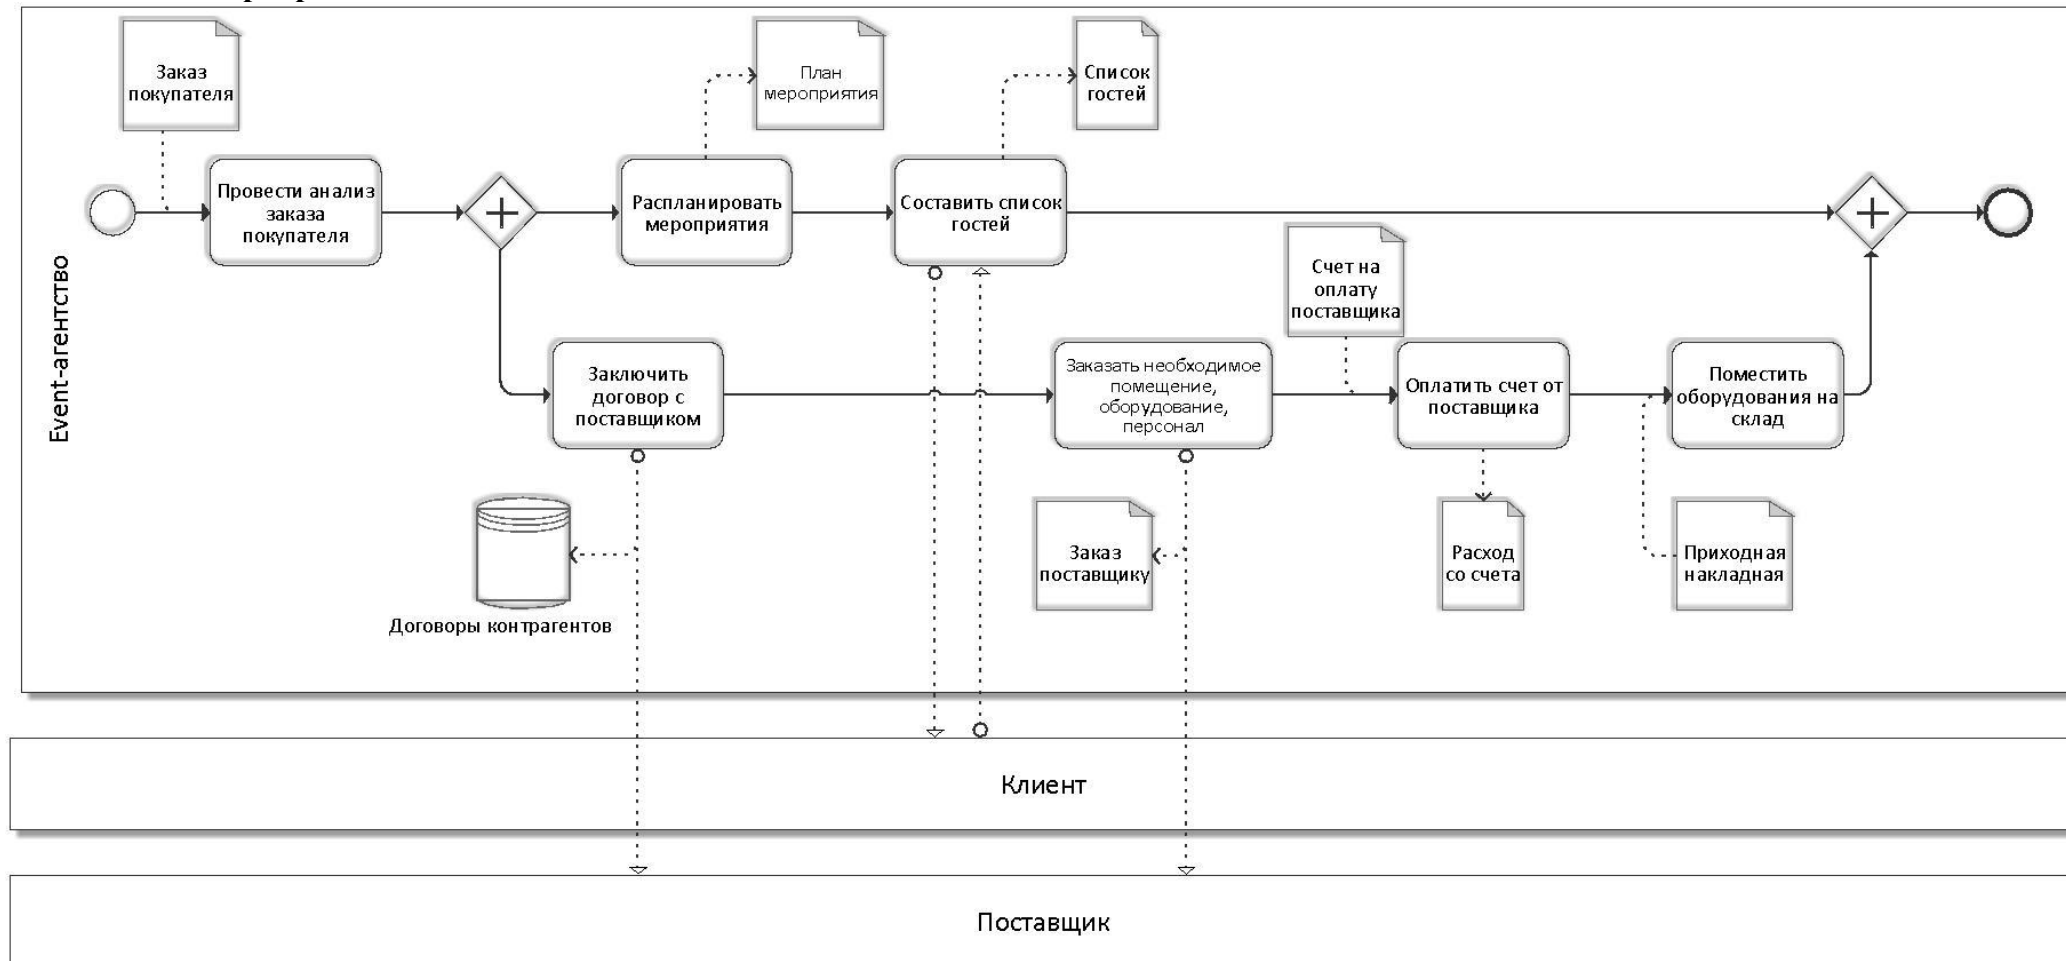 Заказ
покупателя
План
мероприятия
Список
гостей
Провести анализ
заказа
покупателя
Распланировать
мероприятия
Составить список
гостей
Event-агентство
Счет на
оплату
поставщика
Заключить
договор с
поставщиком
Заказать необходимое
помещение,
оборудование,
персонал
Оплатить счет от
поставщика
Поместить
оборудования на
склад
Договоры контрагентов
Заказ
поставщику
Расход
со счета
Приходная
накладная
Клиент
Поставщик